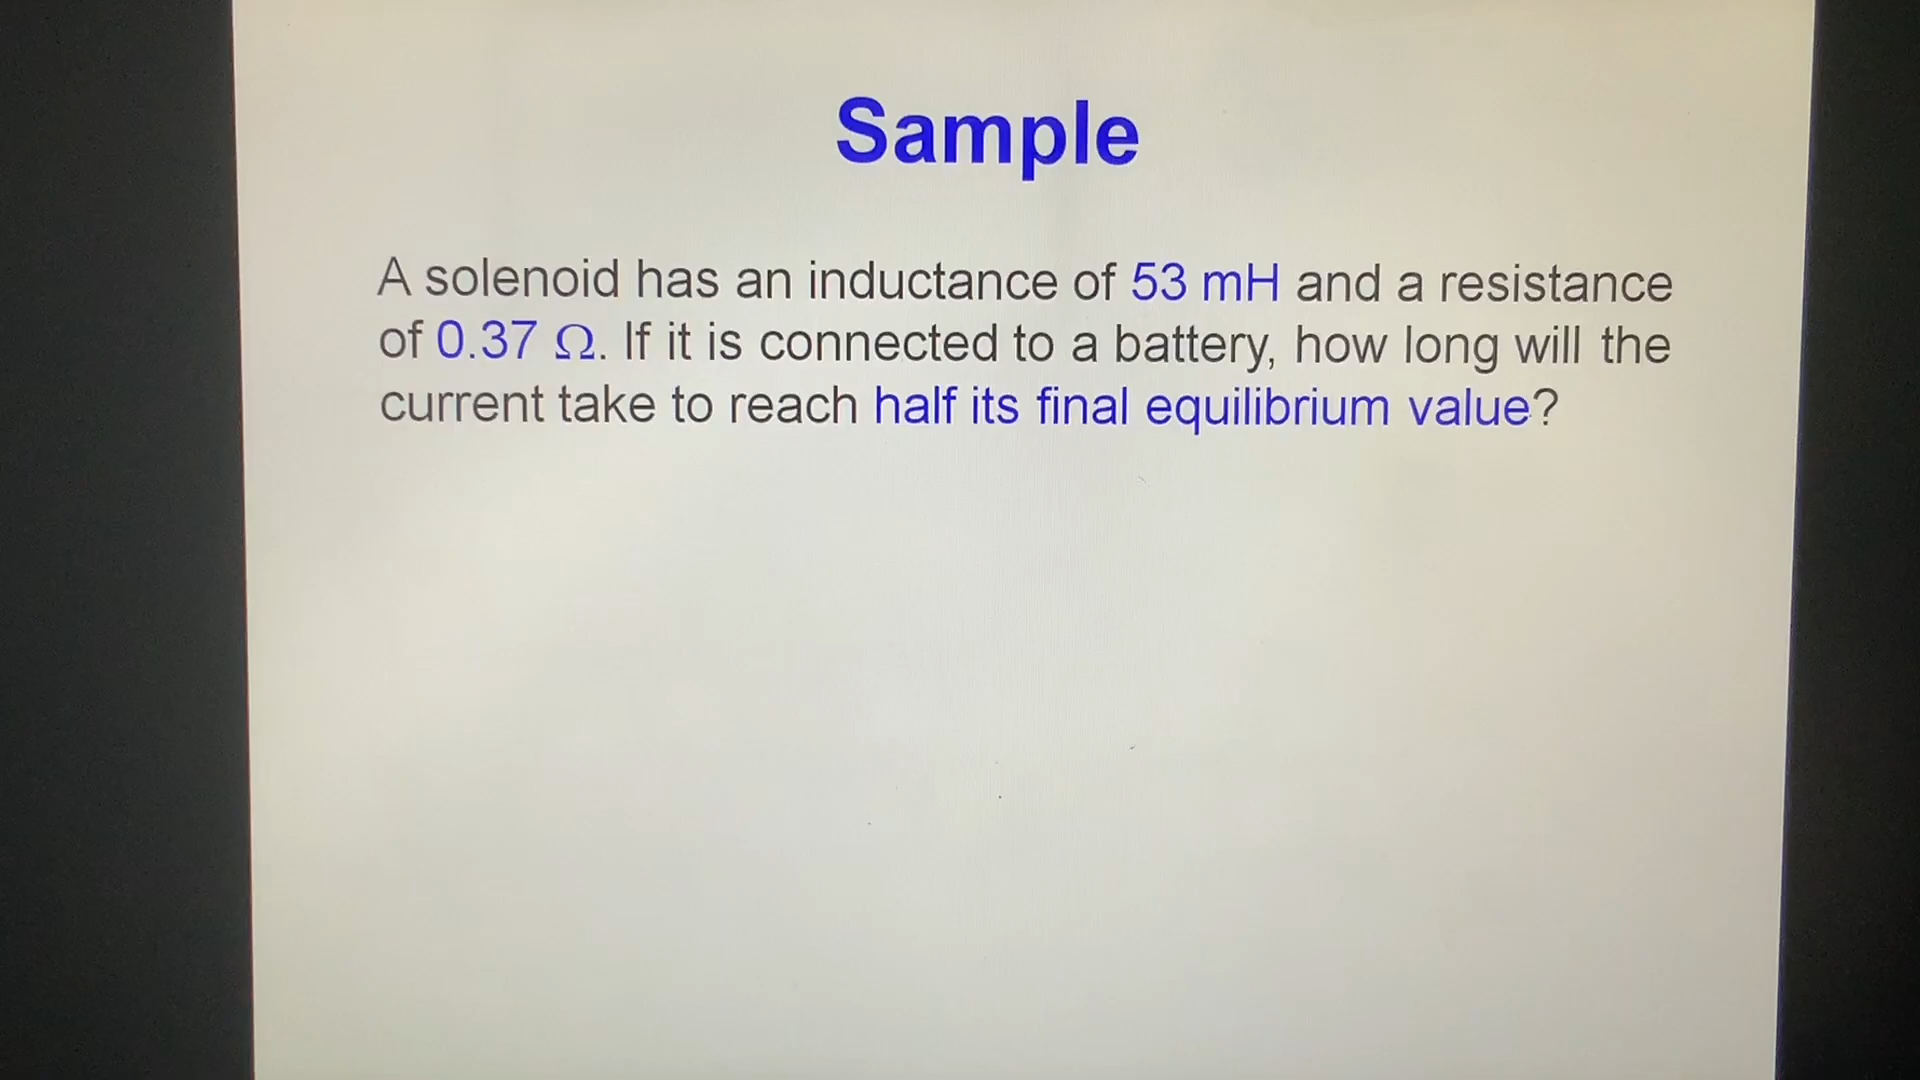 Sample
A solenoid has an inductance of 53 mH and a resistance
of 0.37 Ω. If it is connected to a battery, how long will the
current take to reach half its final equilibrium value?